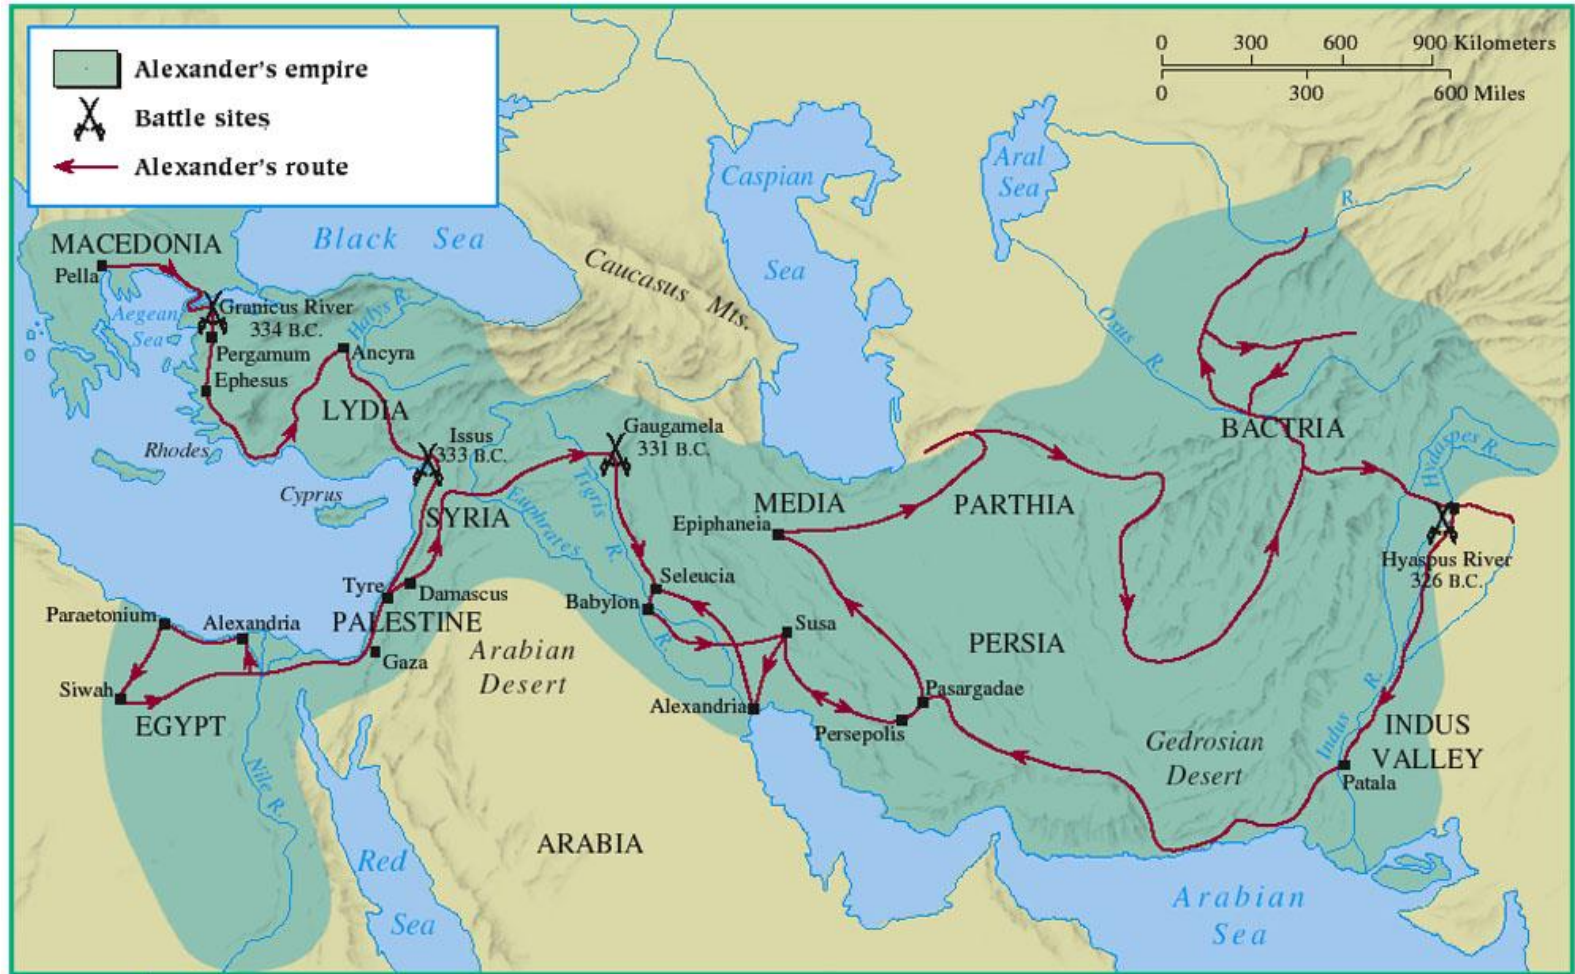 Alexander's empire
Battle sites
Alexander's route
0 300 600 900 Kilometers
0 300 600 Miles
Caspian
Sea
Aral
Sea
R.
Black Sea
MACEDONIA
Pella
Aegean
Sea
Granicus River
334 B.C.
Pergamum
Ephesus
Halys R.
Ancyra
LYDIA
Caucasus Mts.
Oxus R.
BACTRIA
Hydaspes R.
Rhodes
Cyprus
Issus
333 B.C.
SYRIA
Gaugamela
331 B.C.
Tigris
R.
Euphrates
R.
MEDIA
Epiphaneia
PARTHIA
Hyaspus River
326 B.C.
Tyre
Damascus
PALESTINE
Gaza
Seleucia
Babylon
Susa
Paraetonium
Alexandria
Siwah
EGYPT
Nile R.
Arabian
Desert
Alexandria
PERSIA
Pasargadae
Persepolis
Gedrosian
Desert
Indus
R.
INDUS
VALLEY
Patala
ARABIA
Red
Sea
Arabian
Sea